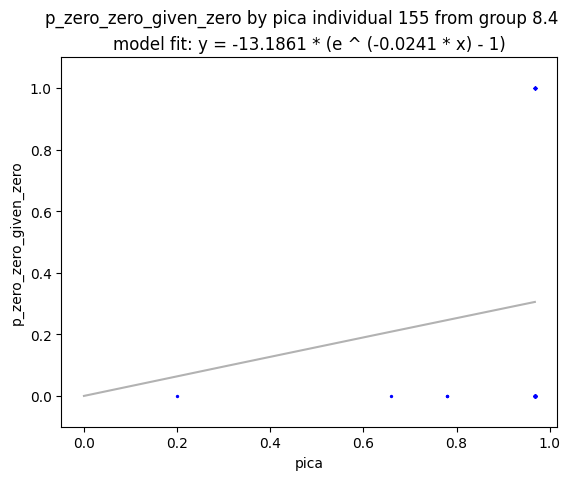 p_zero_zero_given_zero by pica individual 155 from group 8.4
model fit: y = -13.1861 * (e ^ (-0.0241 * x) - 1)
1.0
0.8
0.6
0.4
0.2
0.0
p_zero_zero_given_zero
0.0 0.2 0.4 0.6 0.8 1.0
pica